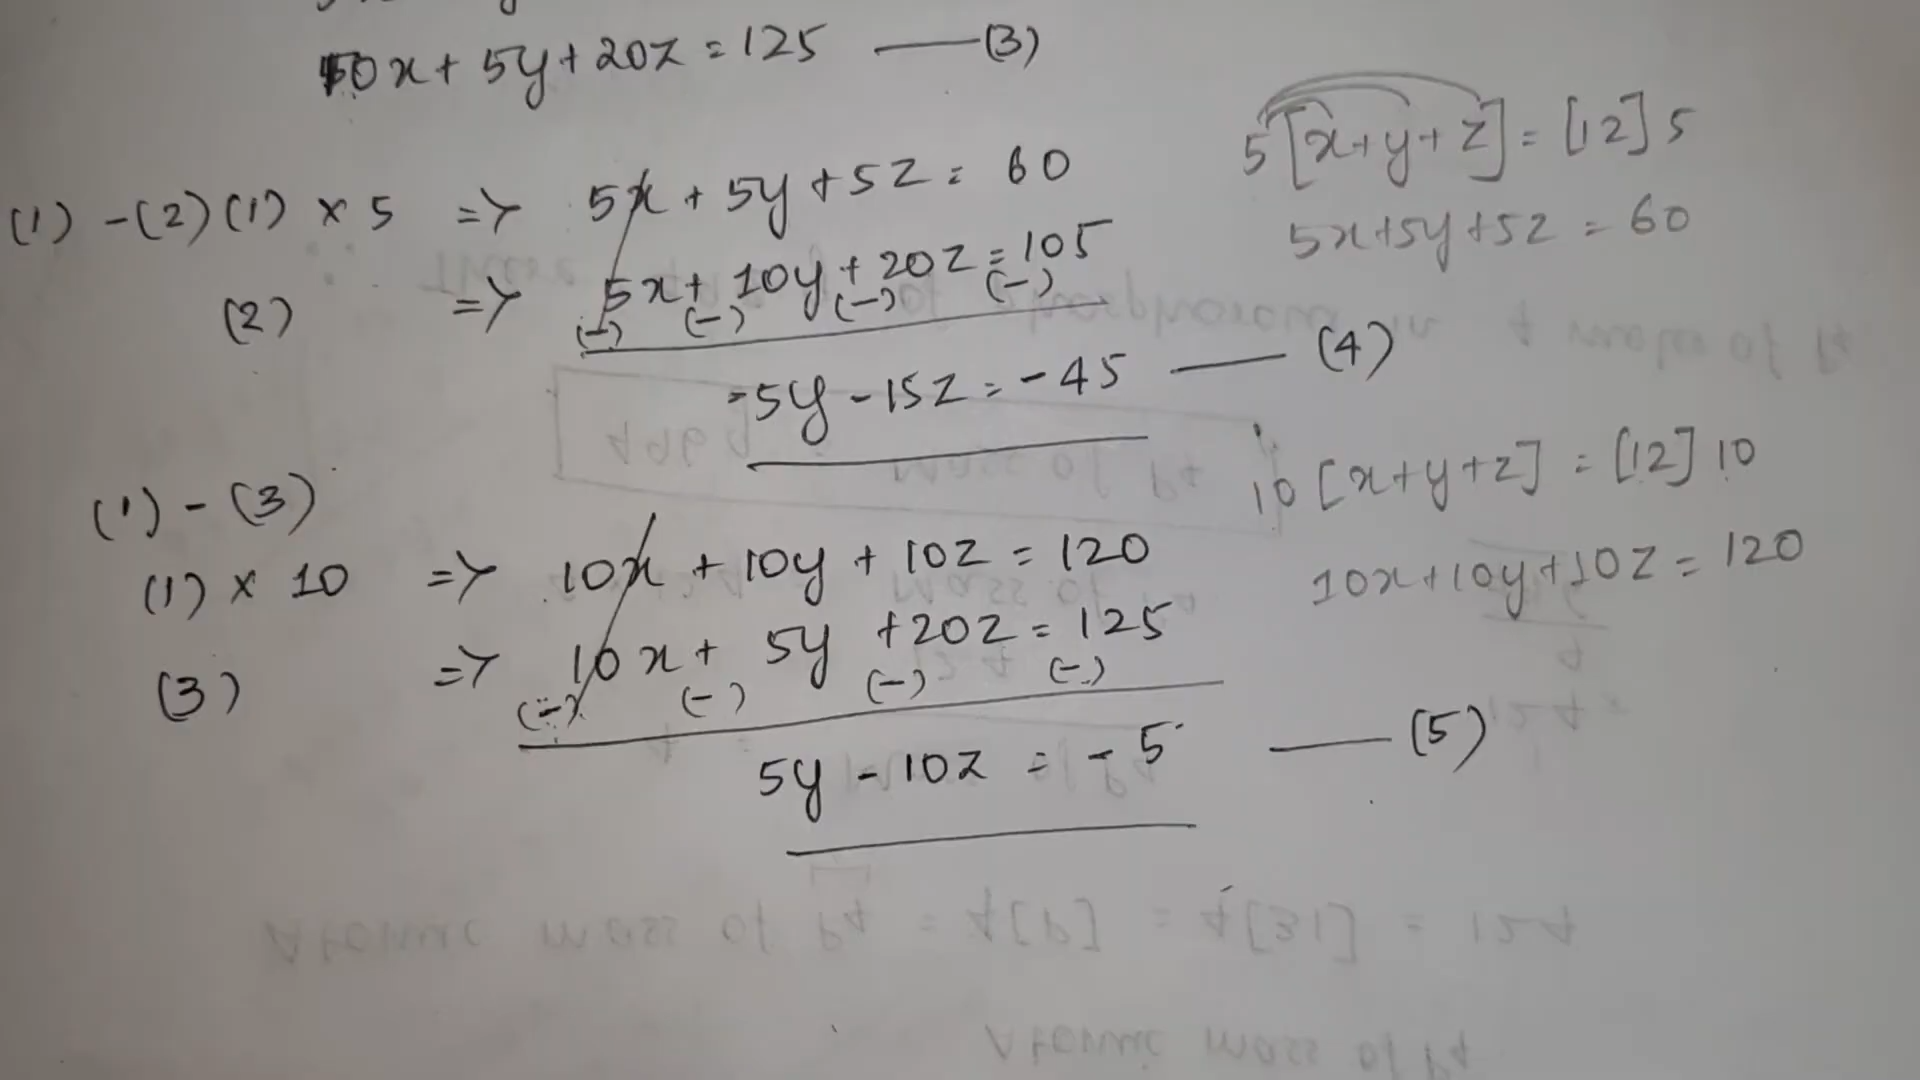 10x + 5y + 20z = 125 —— (3)
5[x+y+z] = [12] 5
5x+5y+5z = 60
(1) - (2) (1) × 5 => 5x + 5y + 5z = 60
(2) => 5x + 10y + 20z = 105
(-) (-) (-) (-)
-5y - 15z = -45 —— (4)
10 [x+y+z] = [12] 10
10x+10y+10z = 120
(1) - (3)
(1) × 10 => 10x + 10y + 10z = 120
(3) => 10x + 5y + 20z = 125
(-) (-) (-) (-)
5y - 10z = - 5 —— (5)